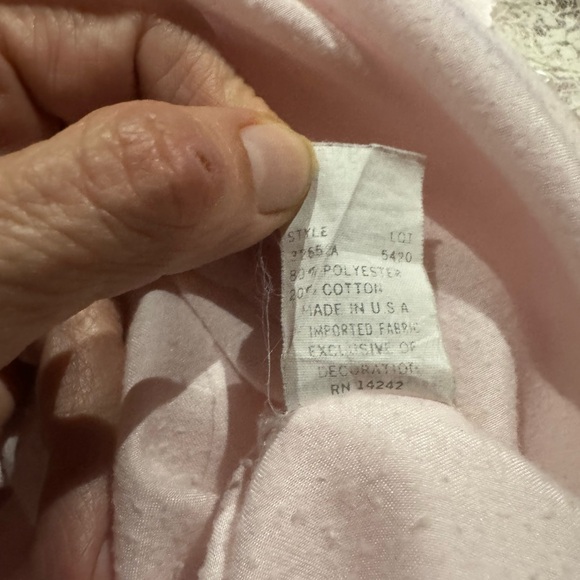 STYLE LOT
5420
80% POLYESTER
20% COTTON
MADE IN U S A
IMPORTED FABRIC
EXCLUSIVE OF
DECORATION
RN 14242